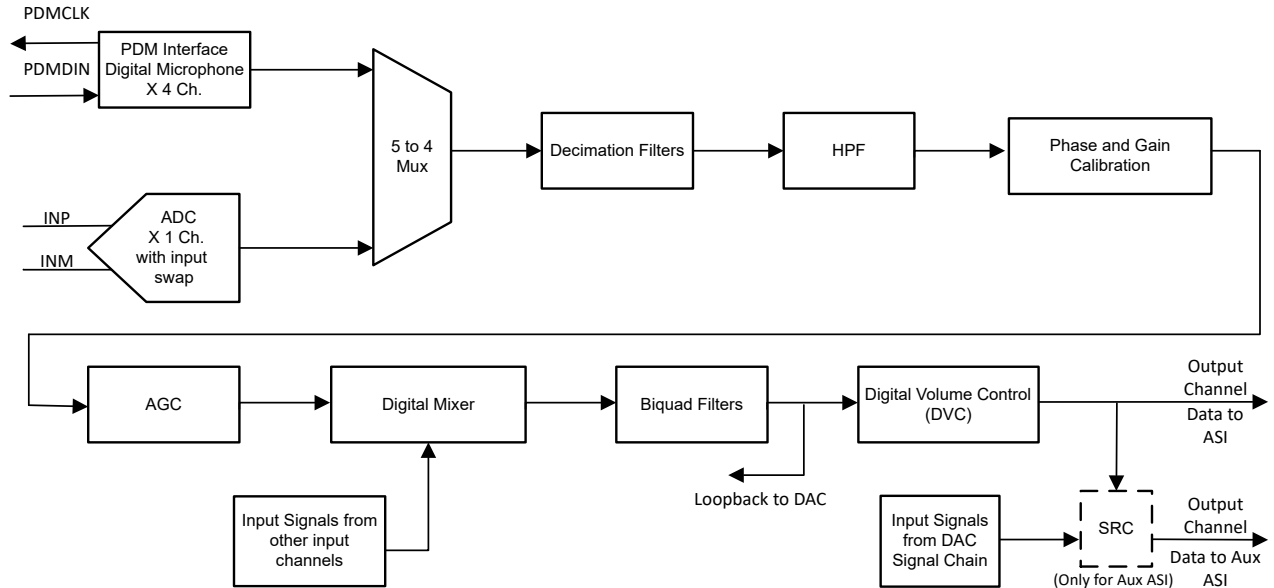 PDMCLK
PDMDIN
PDM Interface
Digital Microphone
X 4 Ch.
INP
INM
ADC
X 1 Ch.
with input
swap
5 to 4
Mux
Decimation Filters
HPF
Phase and Gain
Calibration
AGC
Digital Mixer
Biquad Filters
Digital Volume Control
(DVC)
Output
Channel
Data to
ASI
Loopback to DAC
Input Signals from
other input
channels
Input Signals
from DAC
Signal Chain
SRC
(Only for Aux ASI)
Output
Channel
Data to Aux
ASI